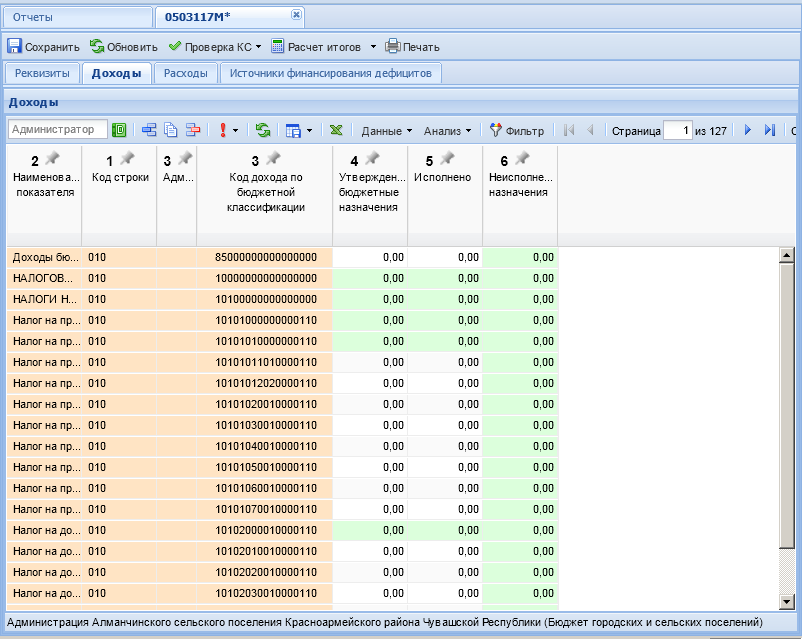 Отчеты 0503117М*
Сохранить Обновить Проверка КС Расчет итогов Печать
Реквизиты Доходы Расходы Источники финансирования дефицитов
Доходы
Администратор Данные Анализ Фильтр Страница 1 из 127
2 1 3 3 4 5 6
Наименова... Код строки Адм... Код дохода по Утвержден... Исполнено Неисполне...
показателя бюджетной бюджетные назначения
классификации назначения
Доходы бю... 010 85000000000000000 0,00 0,00 0,00
НАЛОГОВ... 010 10000000000000000 0,00 0,00 0,00
НАЛОГИ Н... 010 10100000000000000 0,00 0,00 0,00
Налог на пр... 010 10101000000000110 0,00 0,00 0,00
Налог на пр... 010 10101010000000110 0,00 0,00 0,00
Налог на пр... 010 10101011010000110 0,00 0,00 0,00
Налог на пр... 010 10101012020000110 0,00 0,00 0,00
Налог на пр... 010 10101020010000110 0,00 0,00 0,00
Налог на пр... 010 10101030010000110 0,00 0,00 0,00
Налог на пр... 010 10101040010000110 0,00 0,00 0,00
Налог на пр... 010 10101050010000110 0,00 0,00 0,00
Налог на пр... 010 10101060010000110 0,00 0,00 0,00
Налог на пр... 010 10101070010000110 0,00 0,00 0,00
Налог на до... 010 10102000010000110 0,00 0,00 0,00
Налог на до... 010 10102010010000110 0,00 0,00 0,00
Налог на до... 010 10102020010000110 0,00 0,00 0,00
Налог на до... 010 10102030010000110 0,00 0,00 0,00
Администрация Алманчинского сельского поселения Красноармейского района Чувашской Республики (Бюджет городских и сельских поселений)